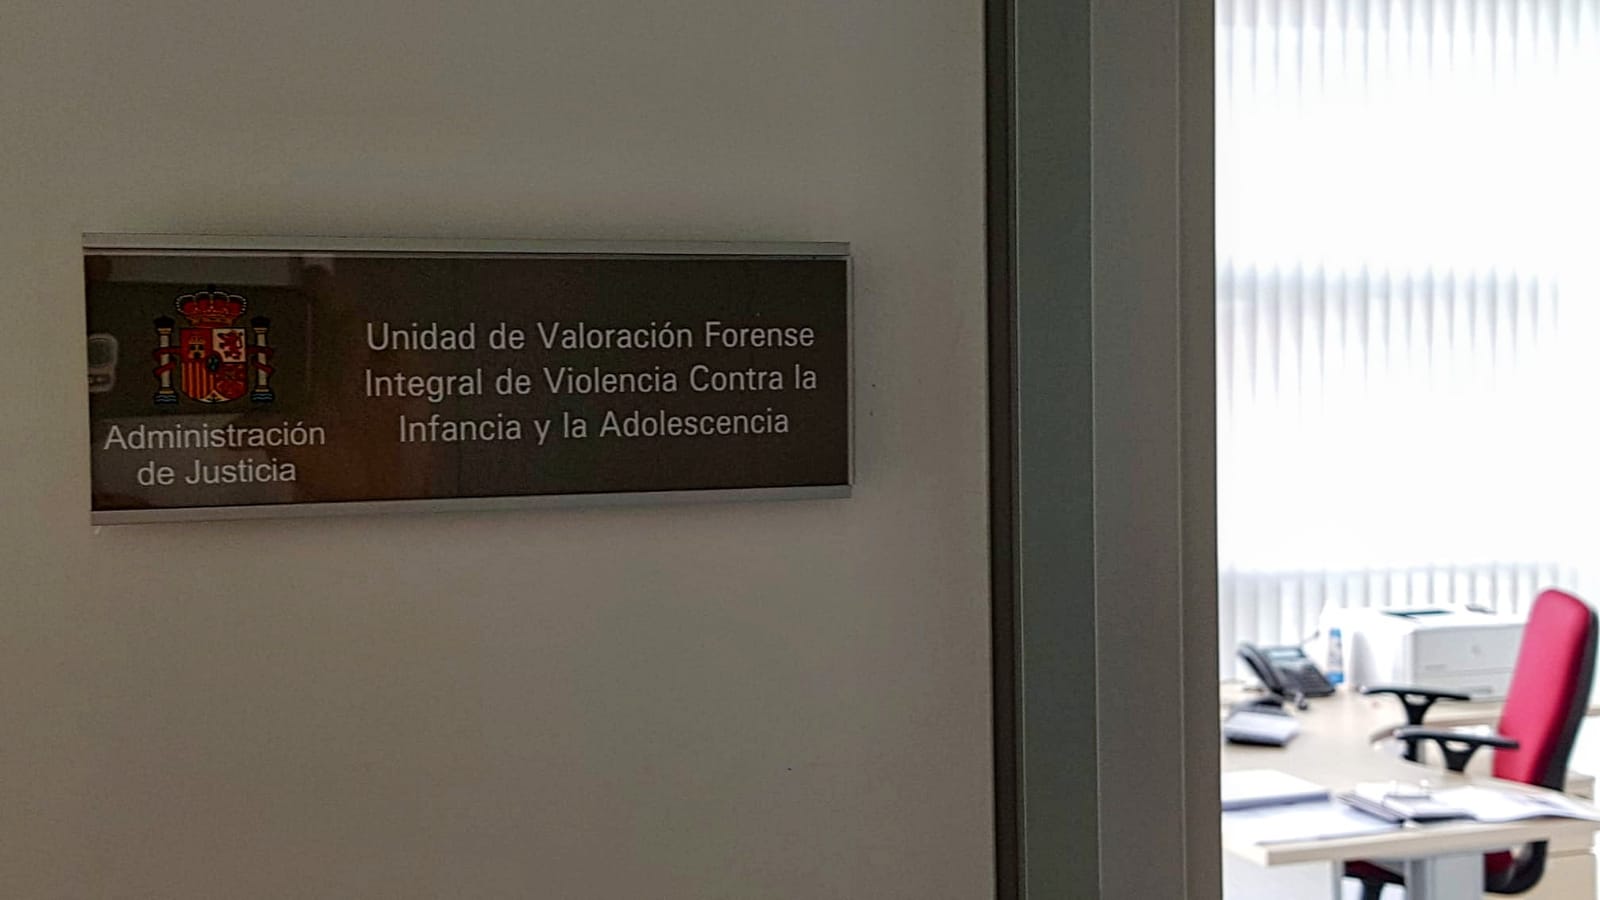 Administración
de Justicia
Unidad de Valoración Forense
Integral de Violencia Contra la
Infancia y la Adolescencia